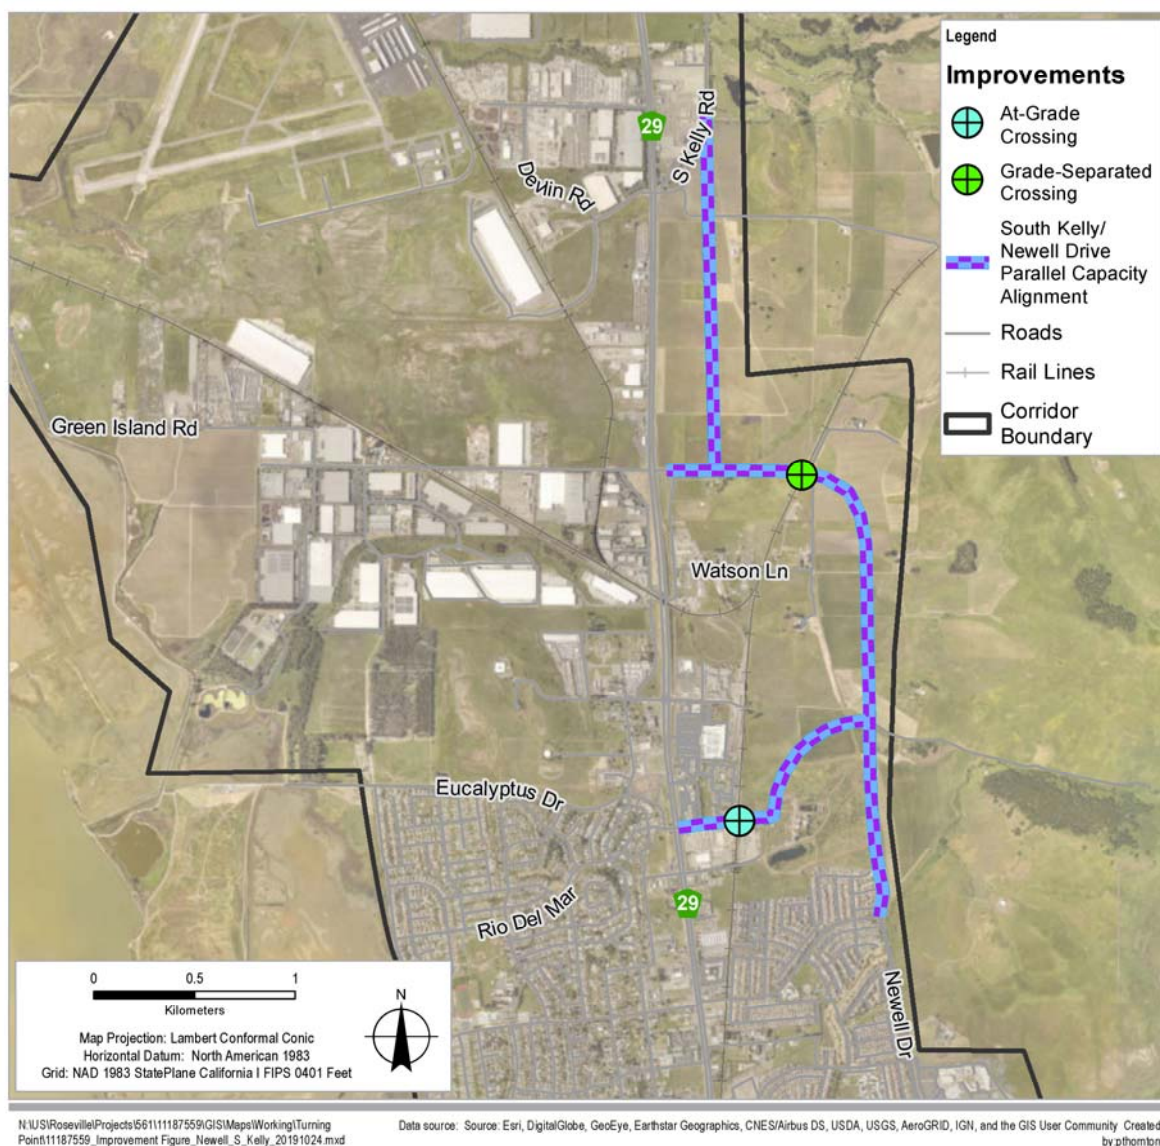 Legend
Improvements
At-Grade
Crossing
Grade-Separated
Crossing
South Kelly/
Newell Drive
Parallel Capacity
Alignment
Roads
Rail Lines
Corridor
Boundary
29
S Kelly Rd
Devlin Rd
Green Island Rd
Watson Ln
Eucalyptus Dr
Rio Del Mar
29
Newell Dr
0 0.5 1
Kilometers
Map Projection: Lambert Conformal Conic
Horizontal Datum: North American 1983
Grid: NAD 1983 StatePlane California I FIPS 0401 Feet
N
N:\US\Roseville\Projects\561\11187559\GIS\Maps\Working\Turning
Point\11187559_Improvement Figure_Newell_S_Kelly_20191024.mxd
Data source: Source: Esri, DigitalGlobe, GeoEye, Earthstar Geographics, CNES/Airbus DS, USDA, USGS, AeroGRID, IGN, and the GIS User Community Created
by:pthornton